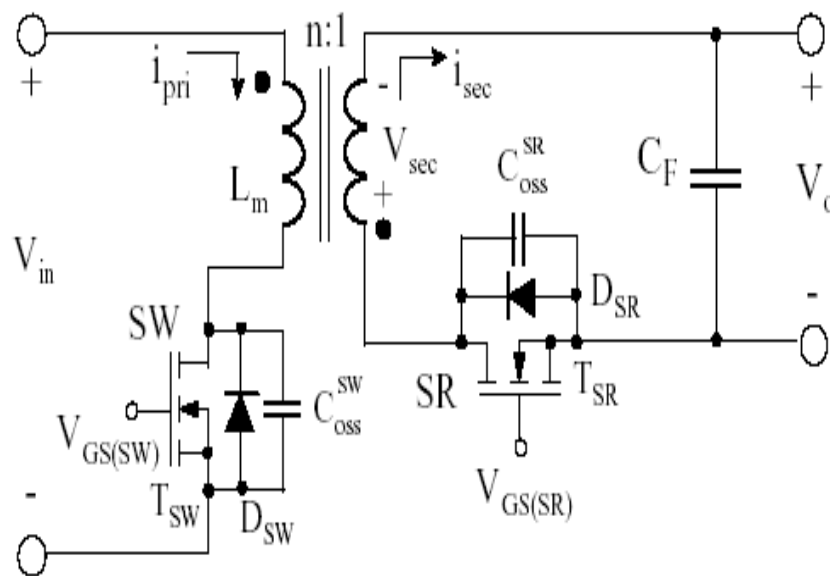 n:1
+
i_pri
-
i_sec
+
V_sec
C_oss^SR
C_F
V_o
L_m
+
V_in
D_SR
-
SW
SR
T_SR
C_oss^SW
V_GS(SW)
V_GS(SR)
-
T_SW
D_SW